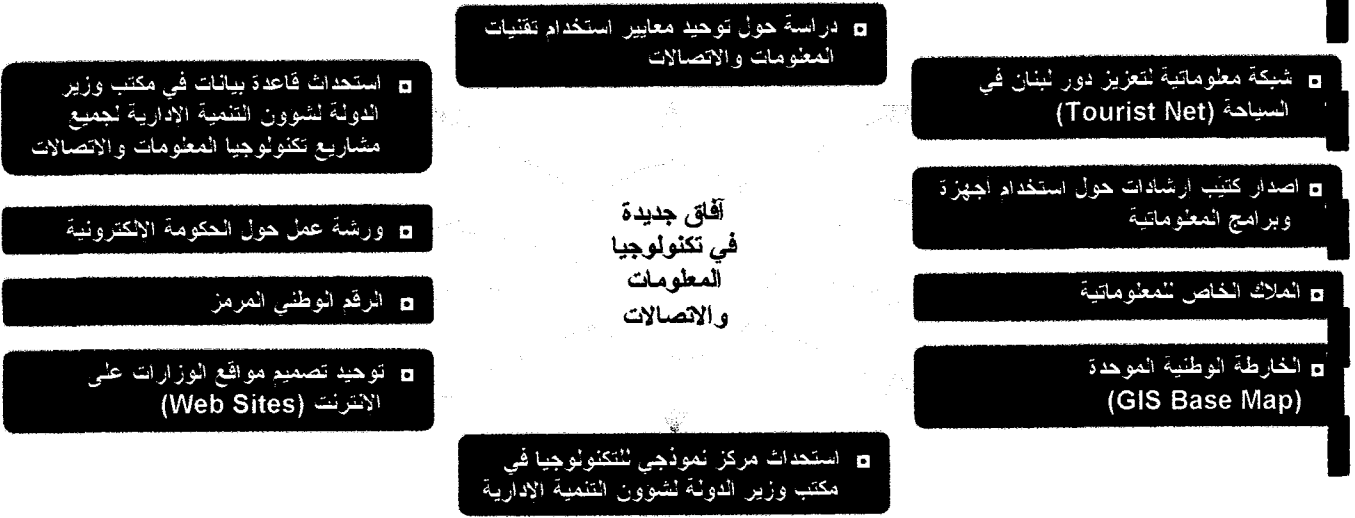 دراسة حول توحيد معايير استخدام تقنيات
المعلومات والاتصالات
شبكة معلوماتية لتعزيز دور لبنان في
السياحة (Tourist Net)
اصدار كتيّب ارشادات حول استخدام أجهزة
وبرامج المعلوماتية
الملاك الخاص للمعلوماتية
الخارطة الوطنية الموحدة
(GIS Base Map)
آفاق جديدة
في تكنولوجيا
المعلومات
والاتصالات
استحداث قاعدة بيانات في مكتب وزير
الدولة لشؤون التنمية الإدارية لجميع
مشاريع تكنولوجيا المعلومات والاتصالات
ورشة عمل حول الحكومة الإلكترونية
الرقم الوطني المرمز
توحيد تصميم مواقع الوزارات على
الانترنت (Web Sites)
استحداث مركز نموذجي للتكنولوجيا في
مكتب وزير الدولة لشؤون التنمية الإدارية